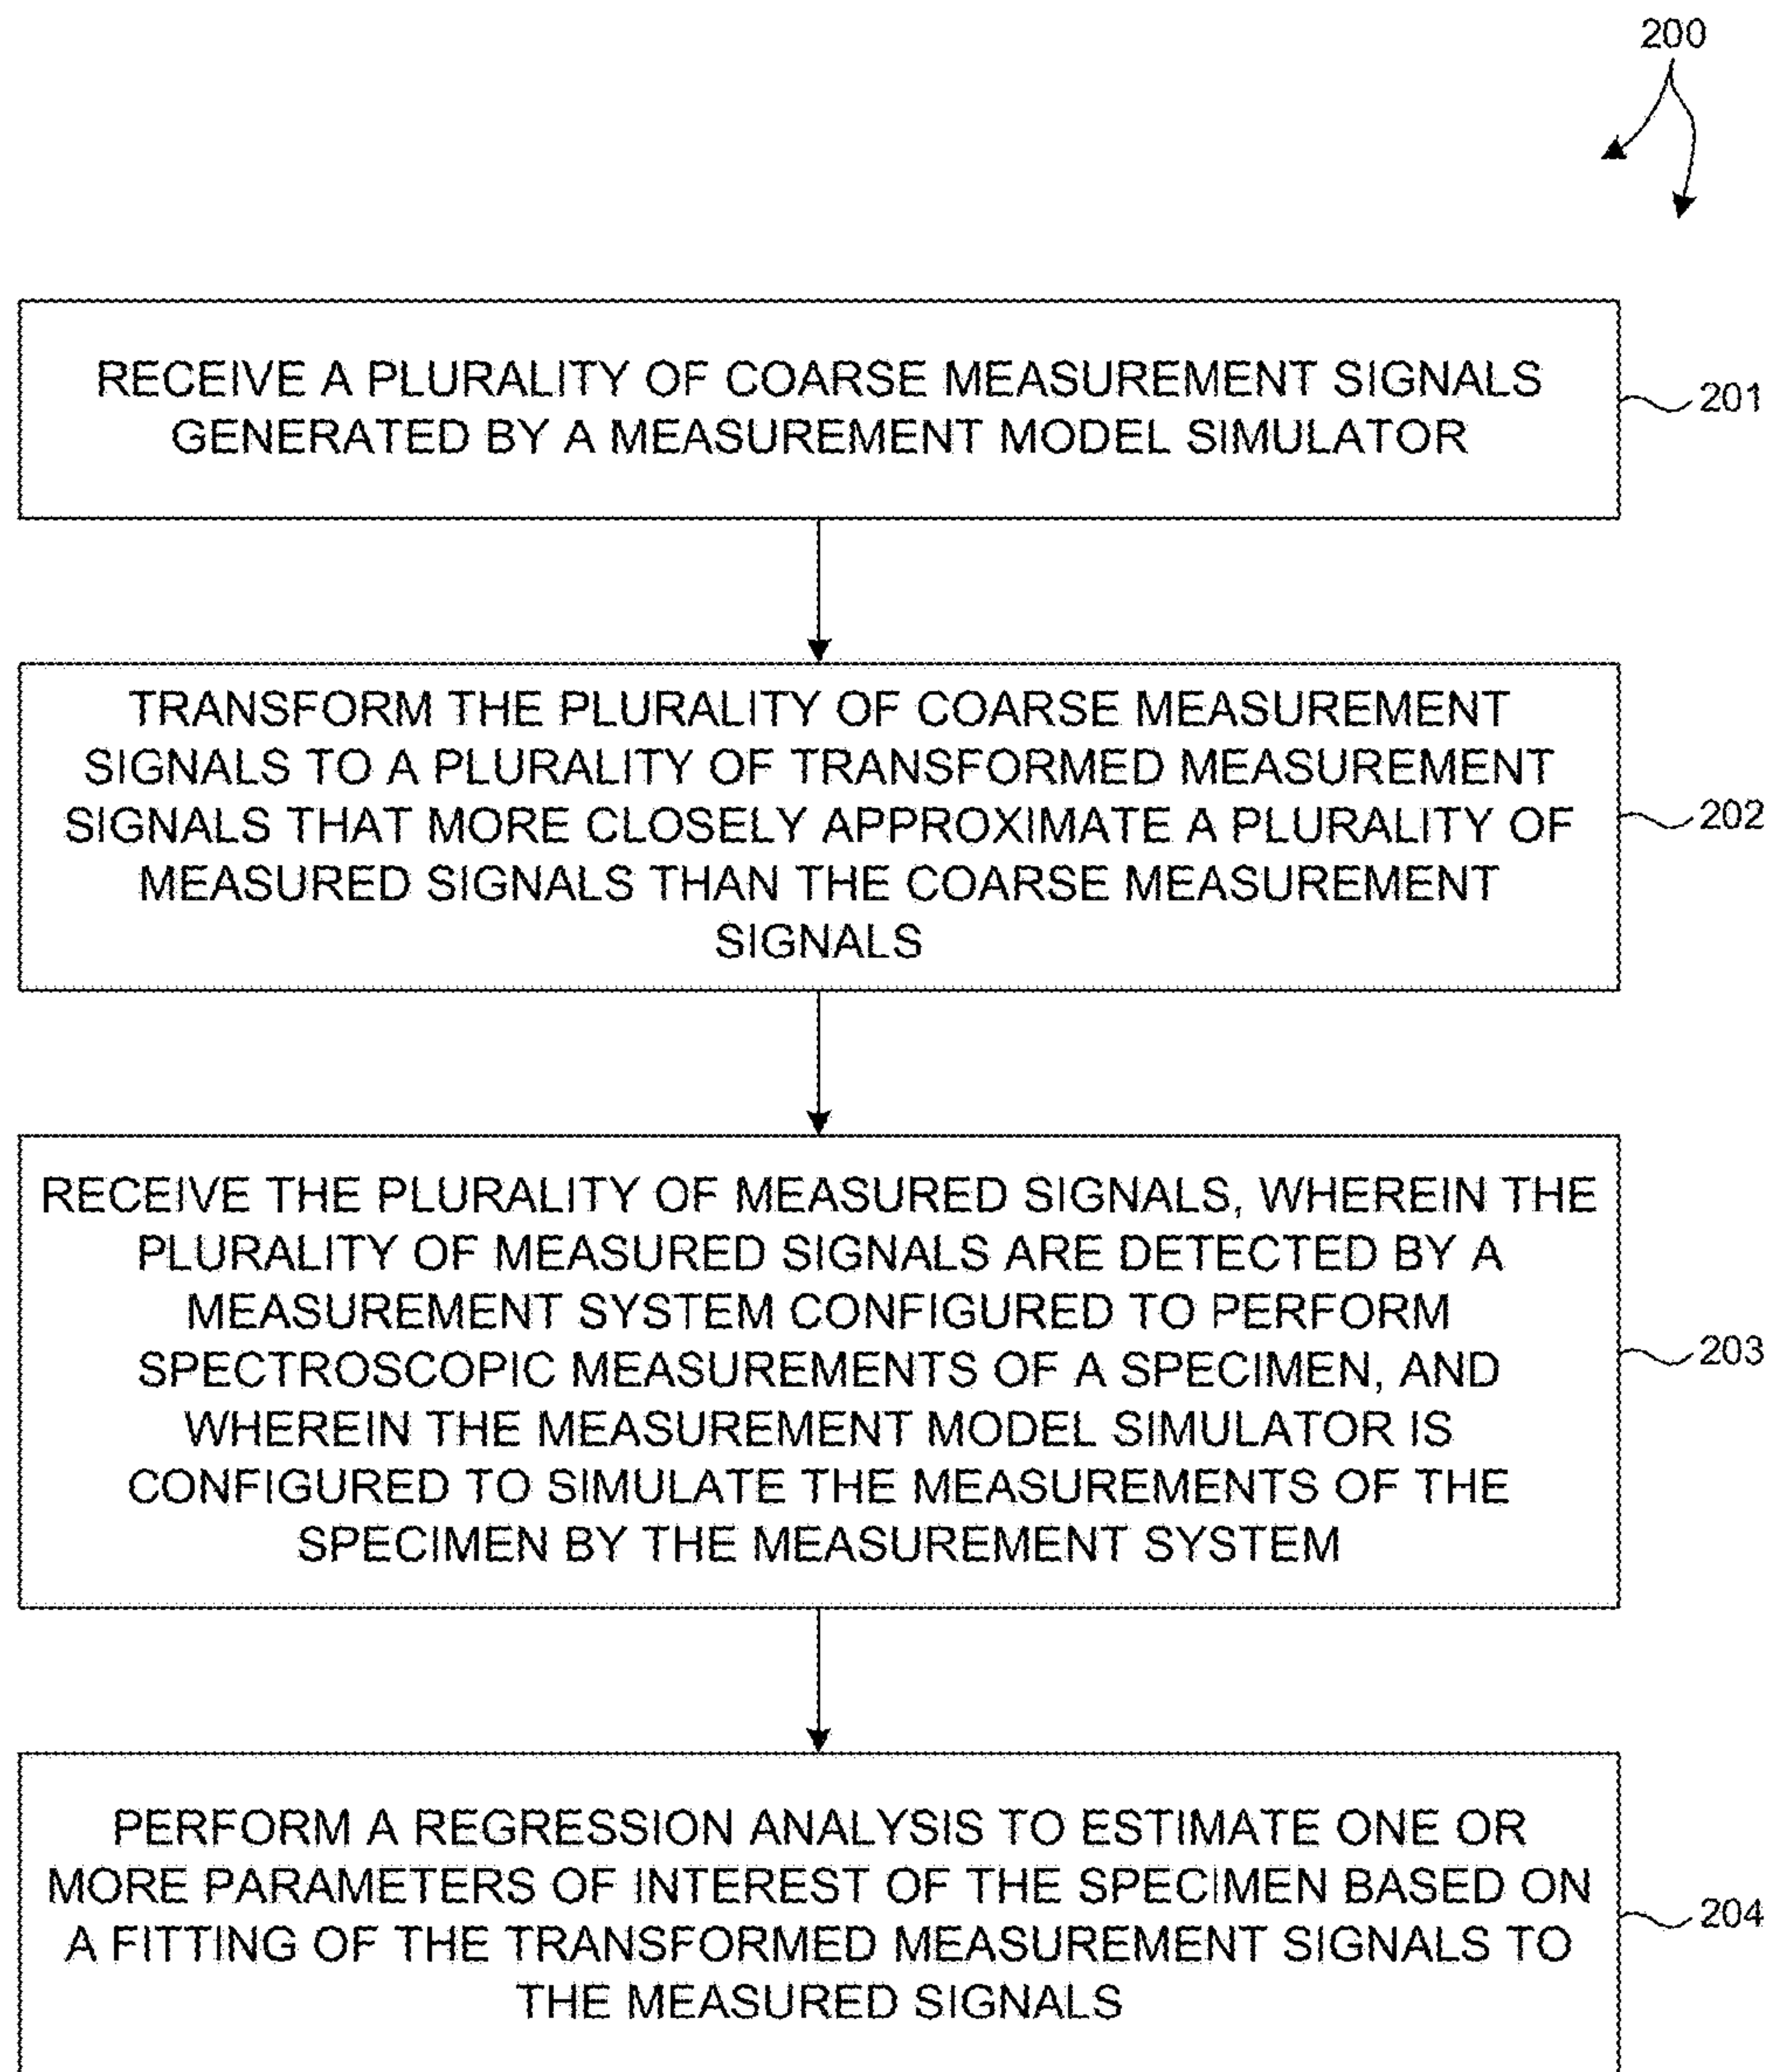 200
RECEIVE A PLURALITY OF COARSE MEASUREMENT SIGNALS
GENERATED BY A MEASUREMENT MODEL SIMULATOR
201
TRANSFORM THE PLURALITY OF COARSE MEASUREMENT
SIGNALS TO A PLURALITY OF TRANSFORMED MEASUREMENT
SIGNALS THAT MORE CLOSELY APPROXIMATE A PLURALITY OF
MEASURED SIGNALS THAN THE COARSE MEASUREMENT
SIGNALS
202
RECEIVE THE PLURALITY OF MEASURED SIGNALS, WHEREIN THE
PLURALITY OF MEASURED SIGNALS ARE DETECTED BY A
MEASUREMENT SYSTEM CONFIGURED TO PERFORM
SPECTROSCOPIC MEASUREMENTS OF A SPECIMEN, AND
WHEREIN THE MEASUREMENT MODEL SIMULATOR IS
CONFIGURED TO SIMULATE THE MEASUREMENTS OF THE
SPECIMEN BY THE MEASUREMENT SYSTEM
203
PERFORM A REGRESSION ANALYSIS TO ESTIMATE ONE OR
MORE PARAMETERS OF INTEREST OF THE SPECIMEN BASED ON
A FITTING OF THE TRANSFORMED MEASUREMENT SIGNALS TO
THE MEASURED SIGNALS
204